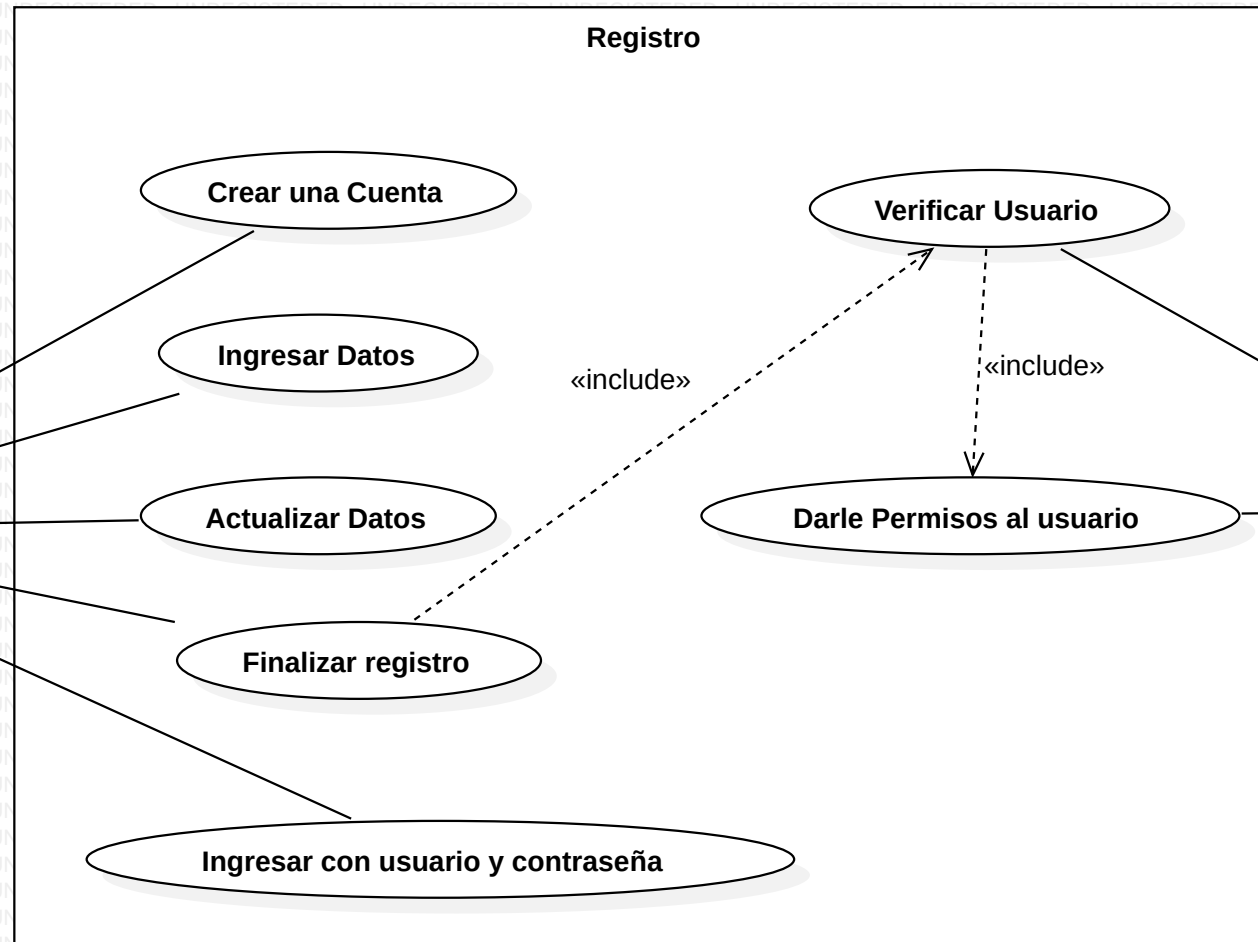 Registro
Crear una Cuenta
Verificar Usuario
Ingresar Datos
«include»
«include»
Actualizar Datos
Darle Permisos al usuario
Finalizar registro
Ingresar con usuario y contraseña